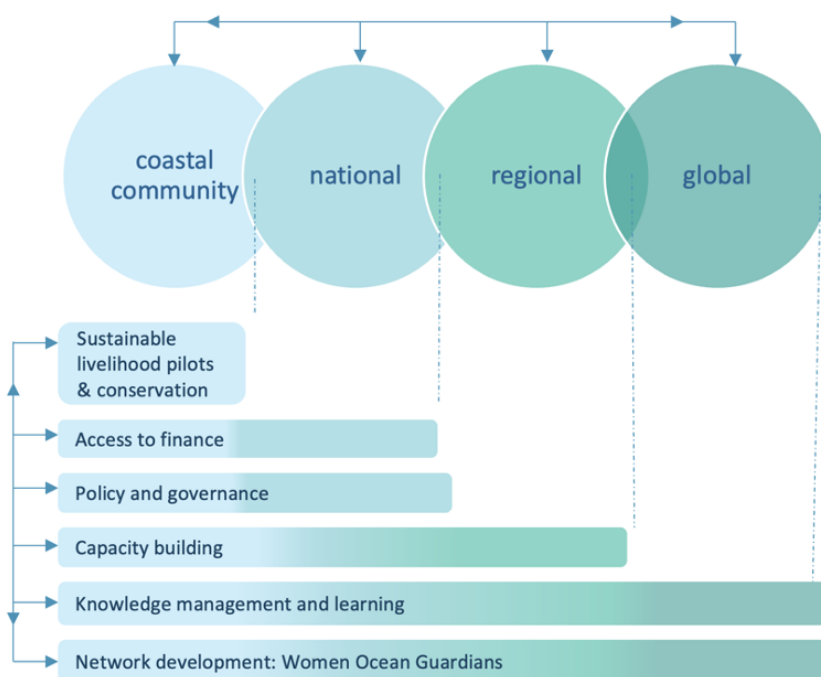 coastal
community
national
regional
global
Sustainable
livelihood pilots
& conservation
Access to finance
Policy and governance
Capacity building
Knowledge management and learning
Network development: Women Ocean Guardians